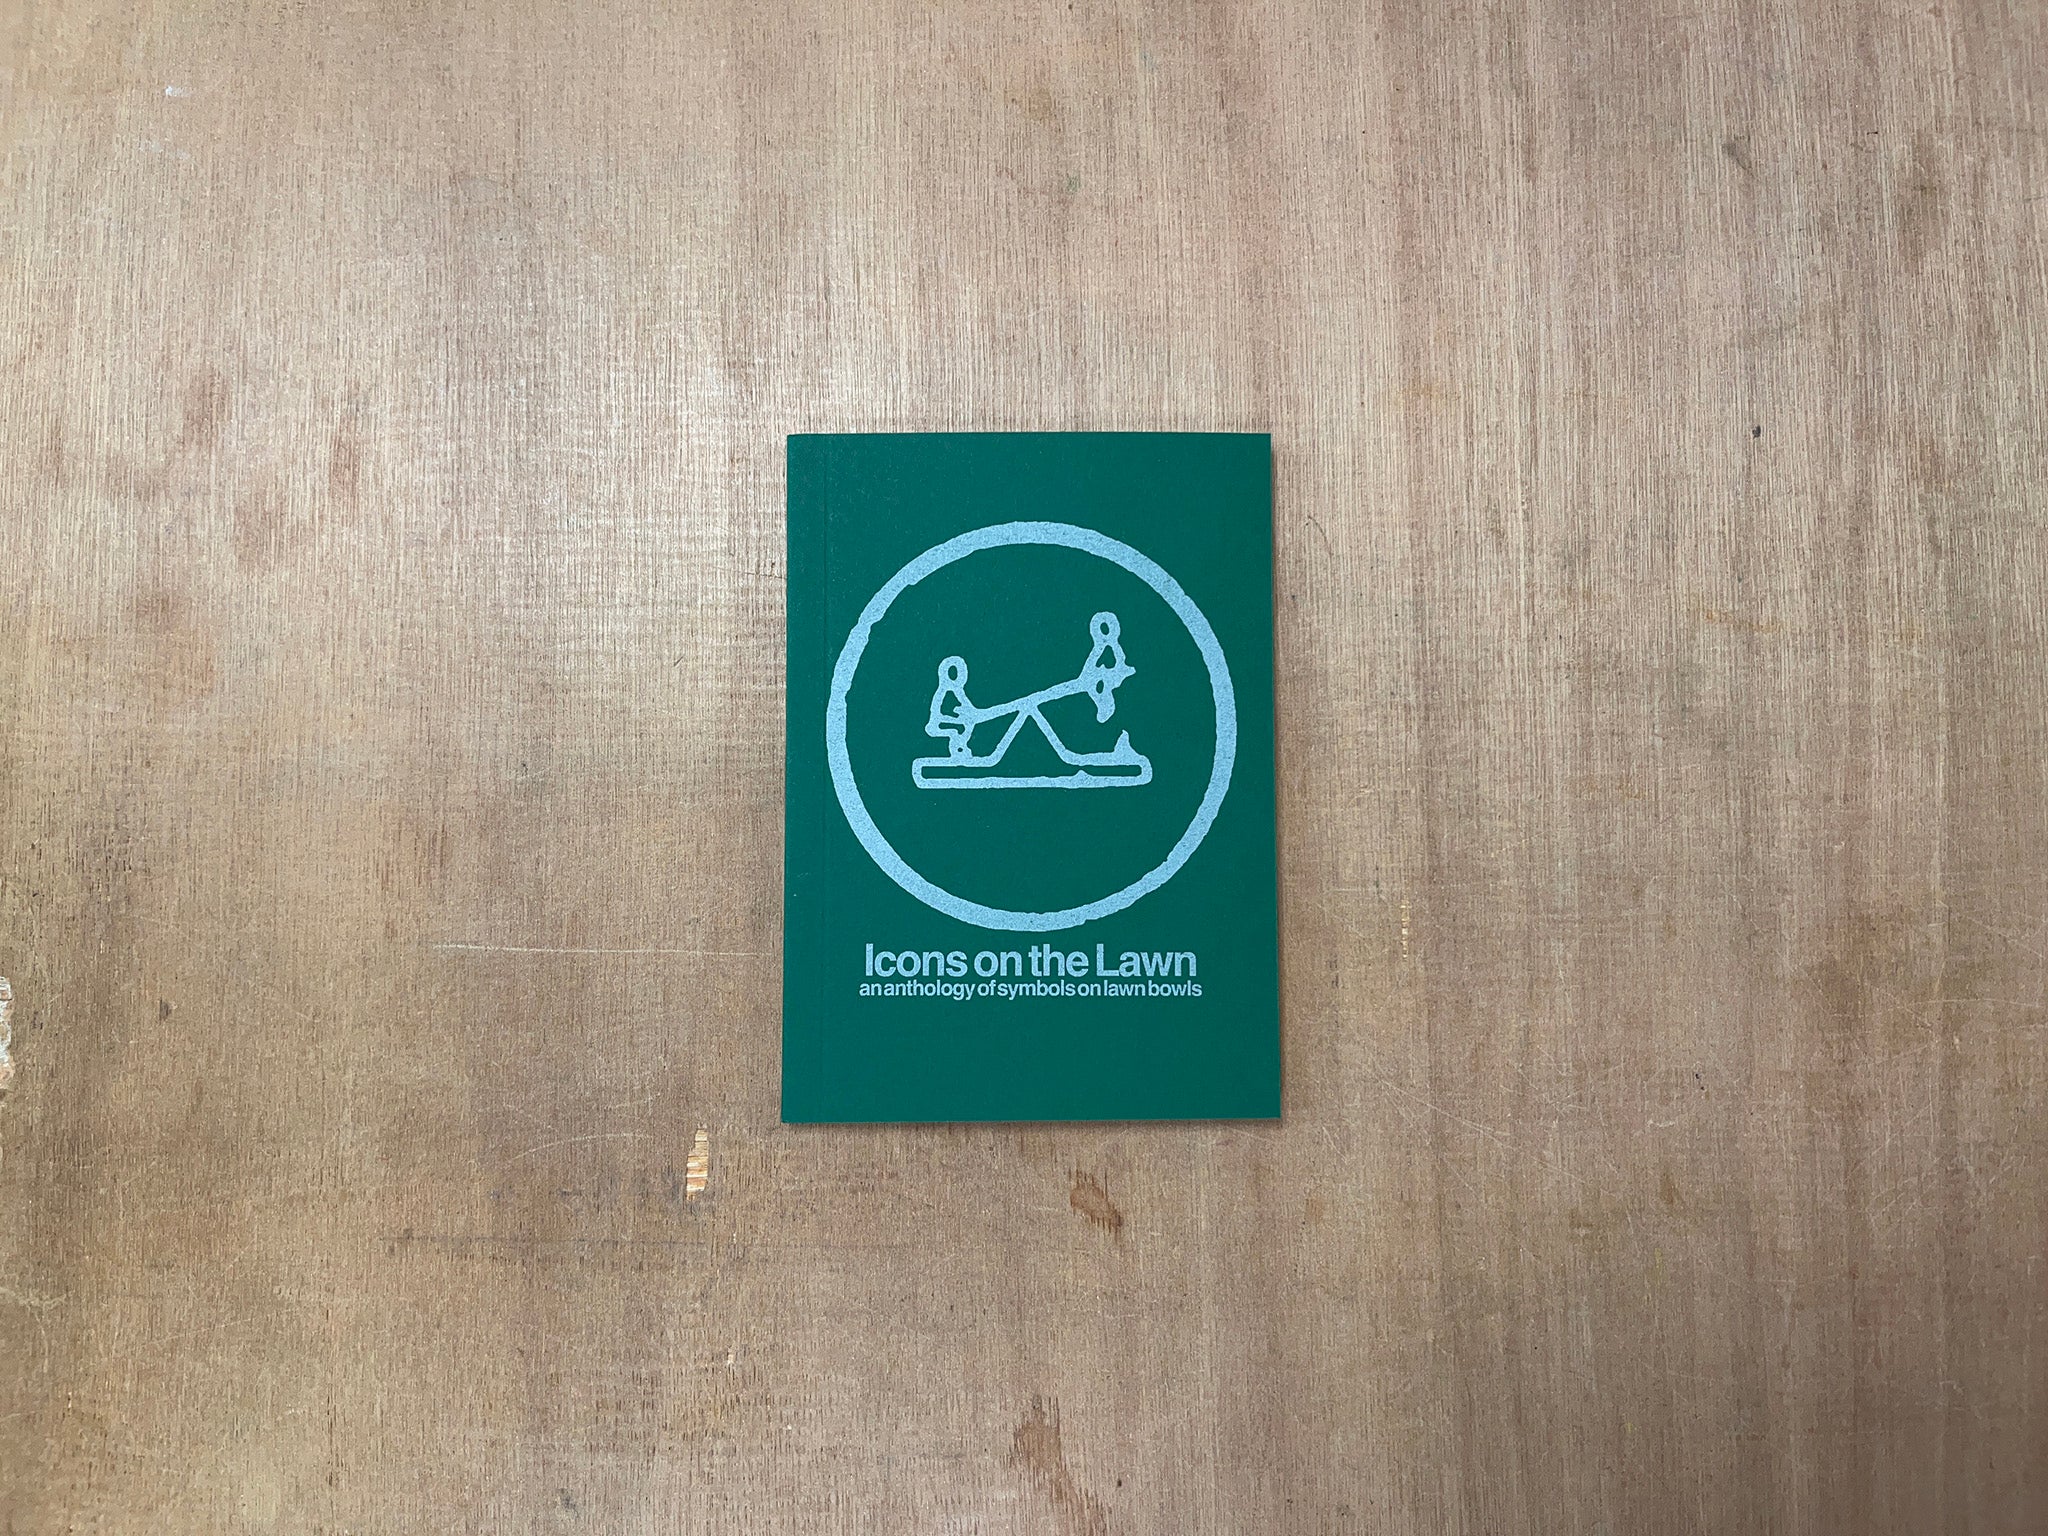 Icons on the Lawn
an anthology of symbols on lawn bowls